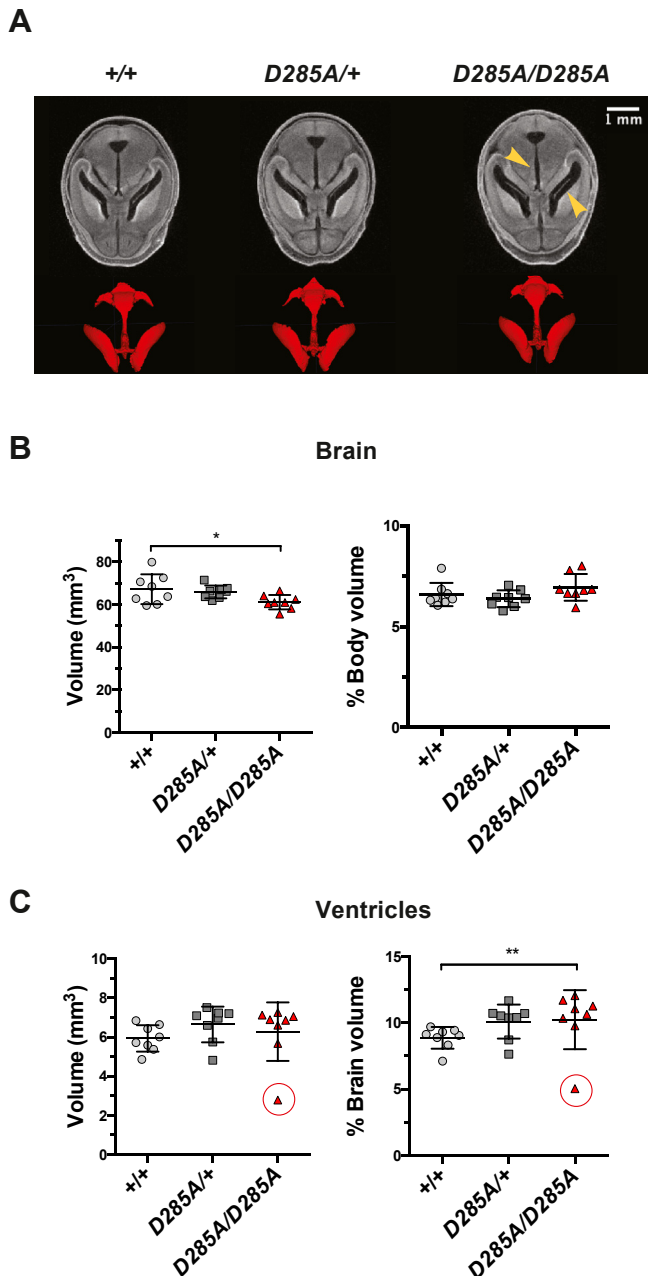 A
+/+ D285A/+ D285A/D285A
1 mm
B
Brain
Volume (mm³)
80
60
40
20
0
+/+
D285A/+
D285A/D285A
*
% Body volume
10
5
0
+/+
D285A/+
D285A/D285A
C
Ventricles
Volume (mm³)
10
8
6
4
2
0
+/+
D285A/+
D285A/D285A
% Brain volume
15
10
5
0
+/+
D285A/+
D285A/D285A
**